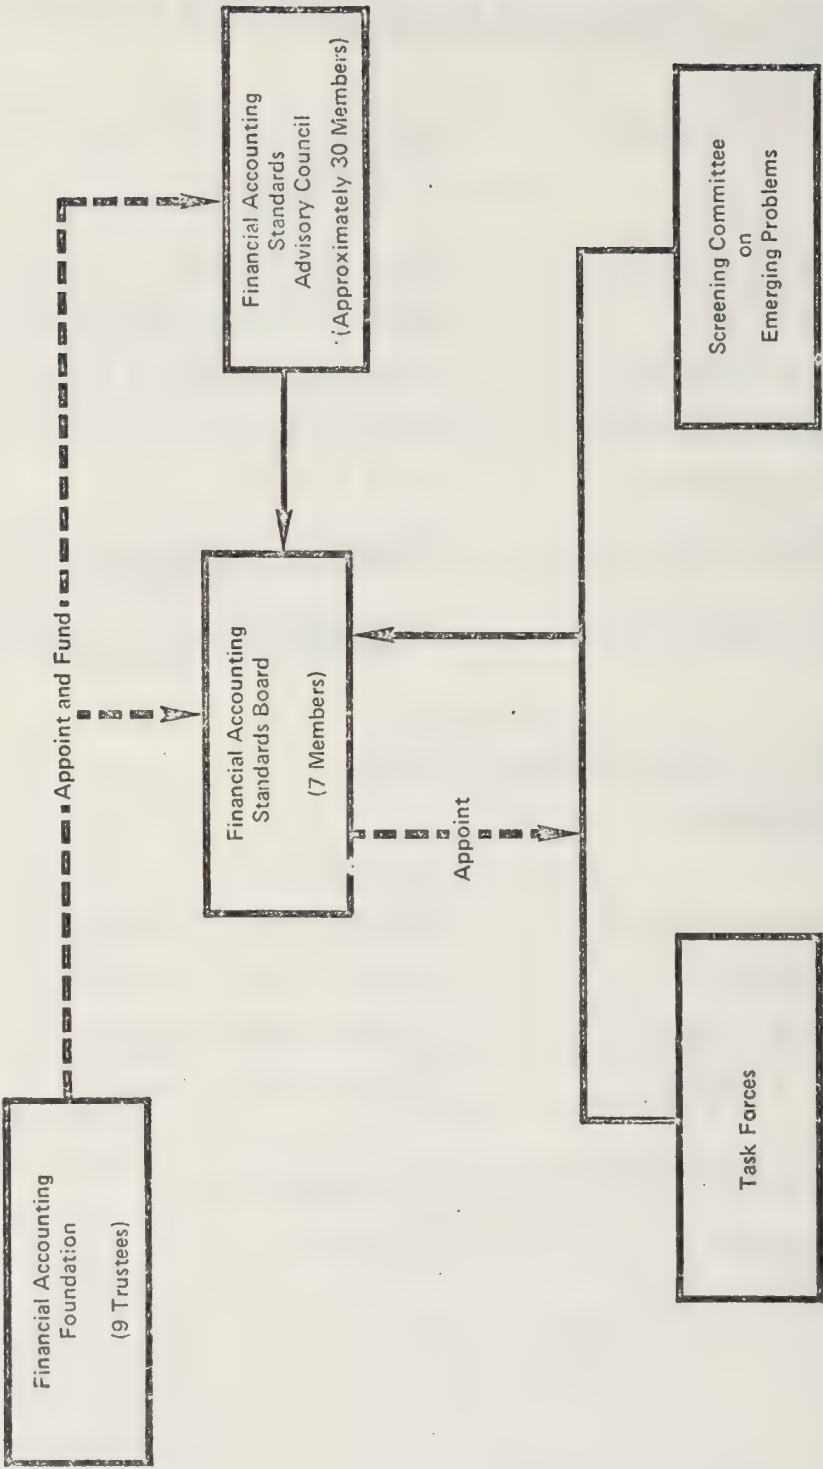 Financial Accounting
Foundation
(9 Trustees)
Appoint and Fund
Financial Accounting
Standards Board
(7 Members)
Financial Accounting
Standards
Advisory Council
(Approximately 30 Members)
Appoint
Task Forces
Screening Committee
on
Emerging Problems